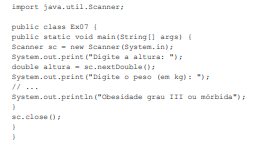 import java.util.Scanner;
public class Ex07 {
public static void main(String[] args) {
Scanner sc = new Scanner(System.in);
System.out.print("Digite a altura: ");
double altura = sc.nextDouble();
System.out.print("Digite o peso (em kg): ");
// ...
System.out.println("Obesidade grau III ou mórbida");
}
sc.close();
}
}